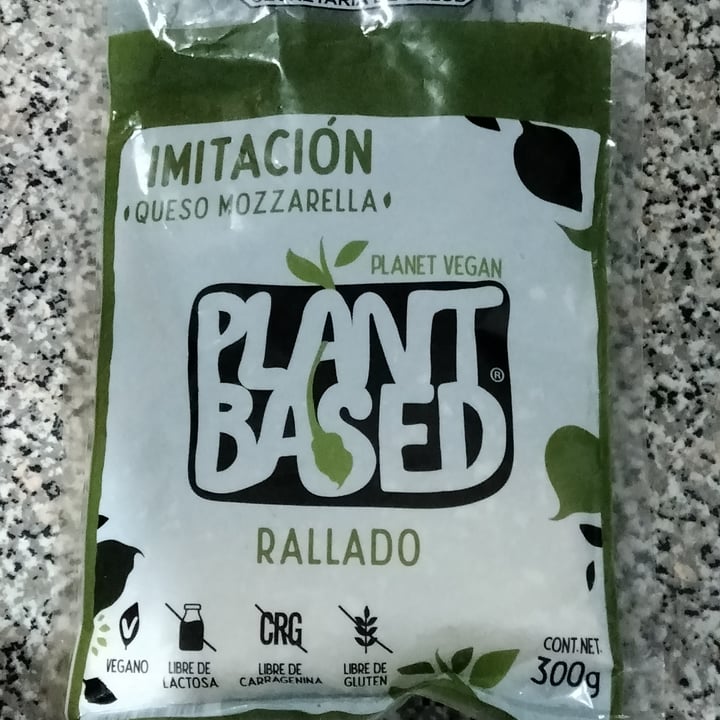 IMITACIÓN
QUESO MOZZARELLA
PLANET VEGAN
PLANT
BASED
®
RALLADO
CRG
VEGANO
LIBRE DE
LACTOSA
LIBRE DE
CARRAGENINA
LIBRE DE
GLUTEN
CONT. NET.
300g